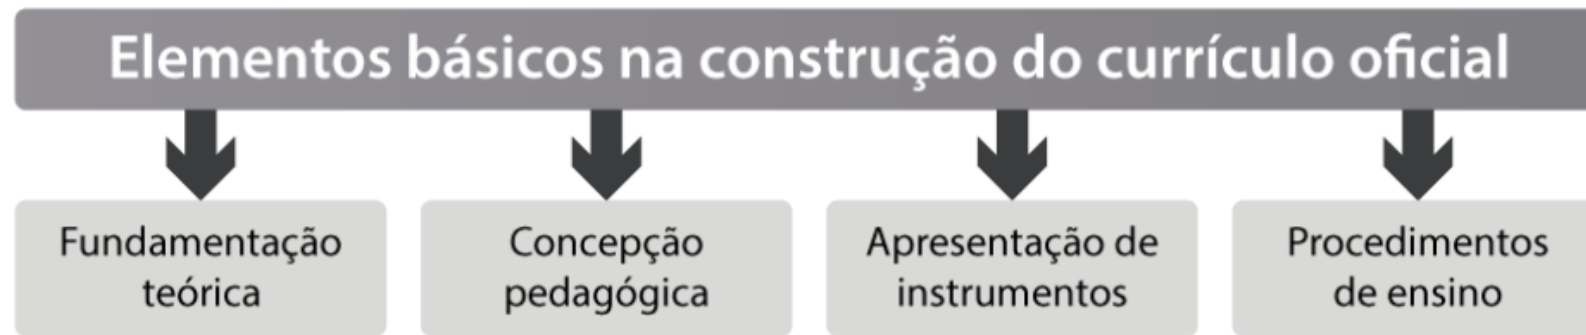 Elementos básicos na construção do currículo oficial
Fundamentação
teórica
Concepção
pedagógica
Apresentação de
instrumentos
Procedimentos
de ensino